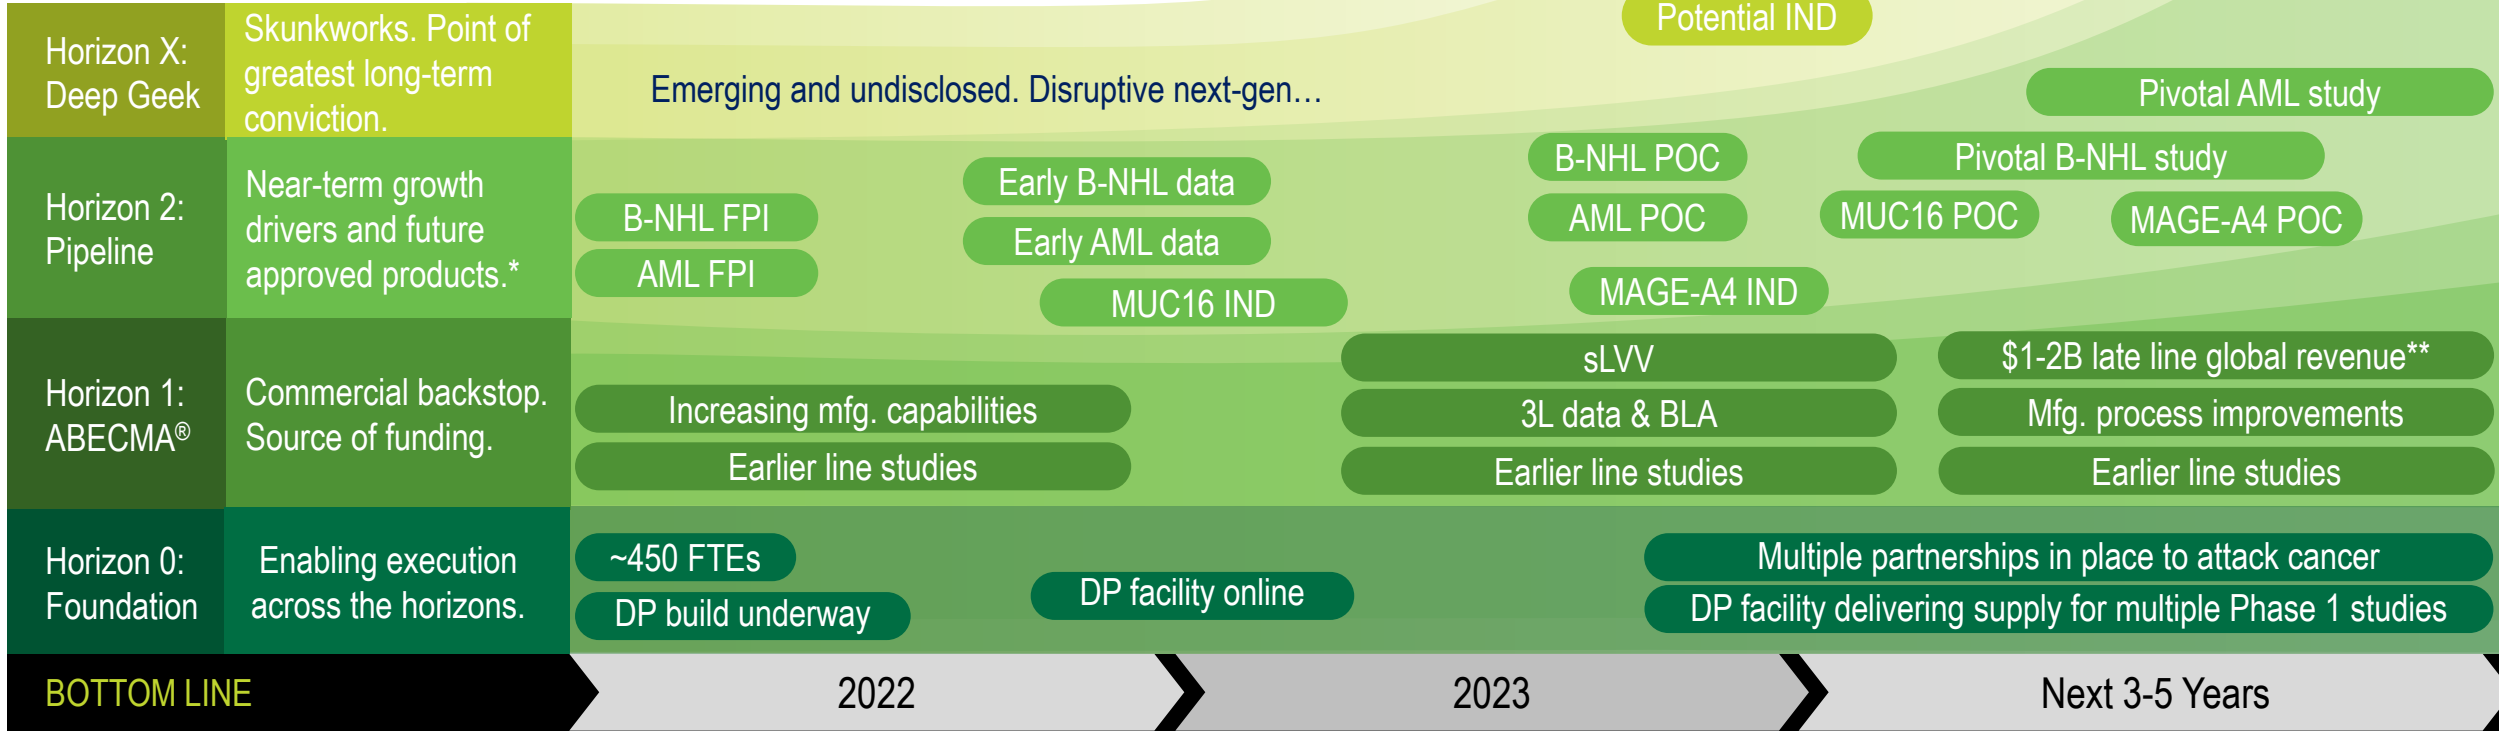 Horizon X:
Deep Geek
Skunkworks. Point of
greatest long-term
conviction.
Emerging and undisclosed. Disruptive next-gen…
Potential IND
Pivotal AML study
Horizon 2:
Pipeline
Near-term growth
drivers and future
approved products.*
B-NHL FPI
AML FPI
Early B-NHL data
Early AML data
MUC16 IND
B-NHL POC
AML POC
MAGE-A4 IND
Pivotal B-NHL study
MUC16 POC
MAGE-A4 POC
Horizon 1:
ABECMA®
Commercial backstop.
Source of funding.
Increasing mfg. capabilities
Earlier line studies
sLVV
3L data & BLA
Earlier line studies
$1-2B late line global revenue**
Mfg. process improvements
Earlier line studies
Horizon 0:
Foundation
Enabling execution
across the horizons.
~450 FTEs
DP build underway
DP facility online
Multiple partnerships in place to attack cancer
DP facility delivering supply for multiple Phase 1 studies
BOTTOM LINE
2022
2023
Next 3-5 Years